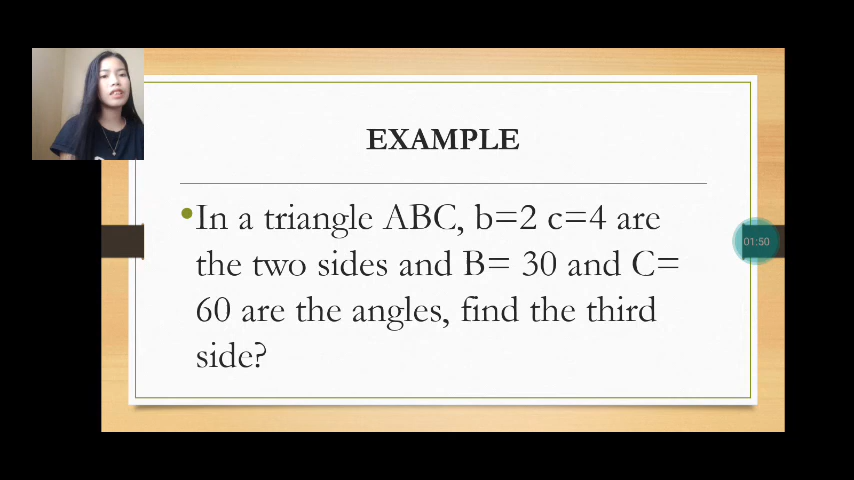 EXAMPLE
•In a triangle ABC, b=2 c=4 are
the two sides and B= 30 and C=
60 are the angles, find the third
side?
01:50